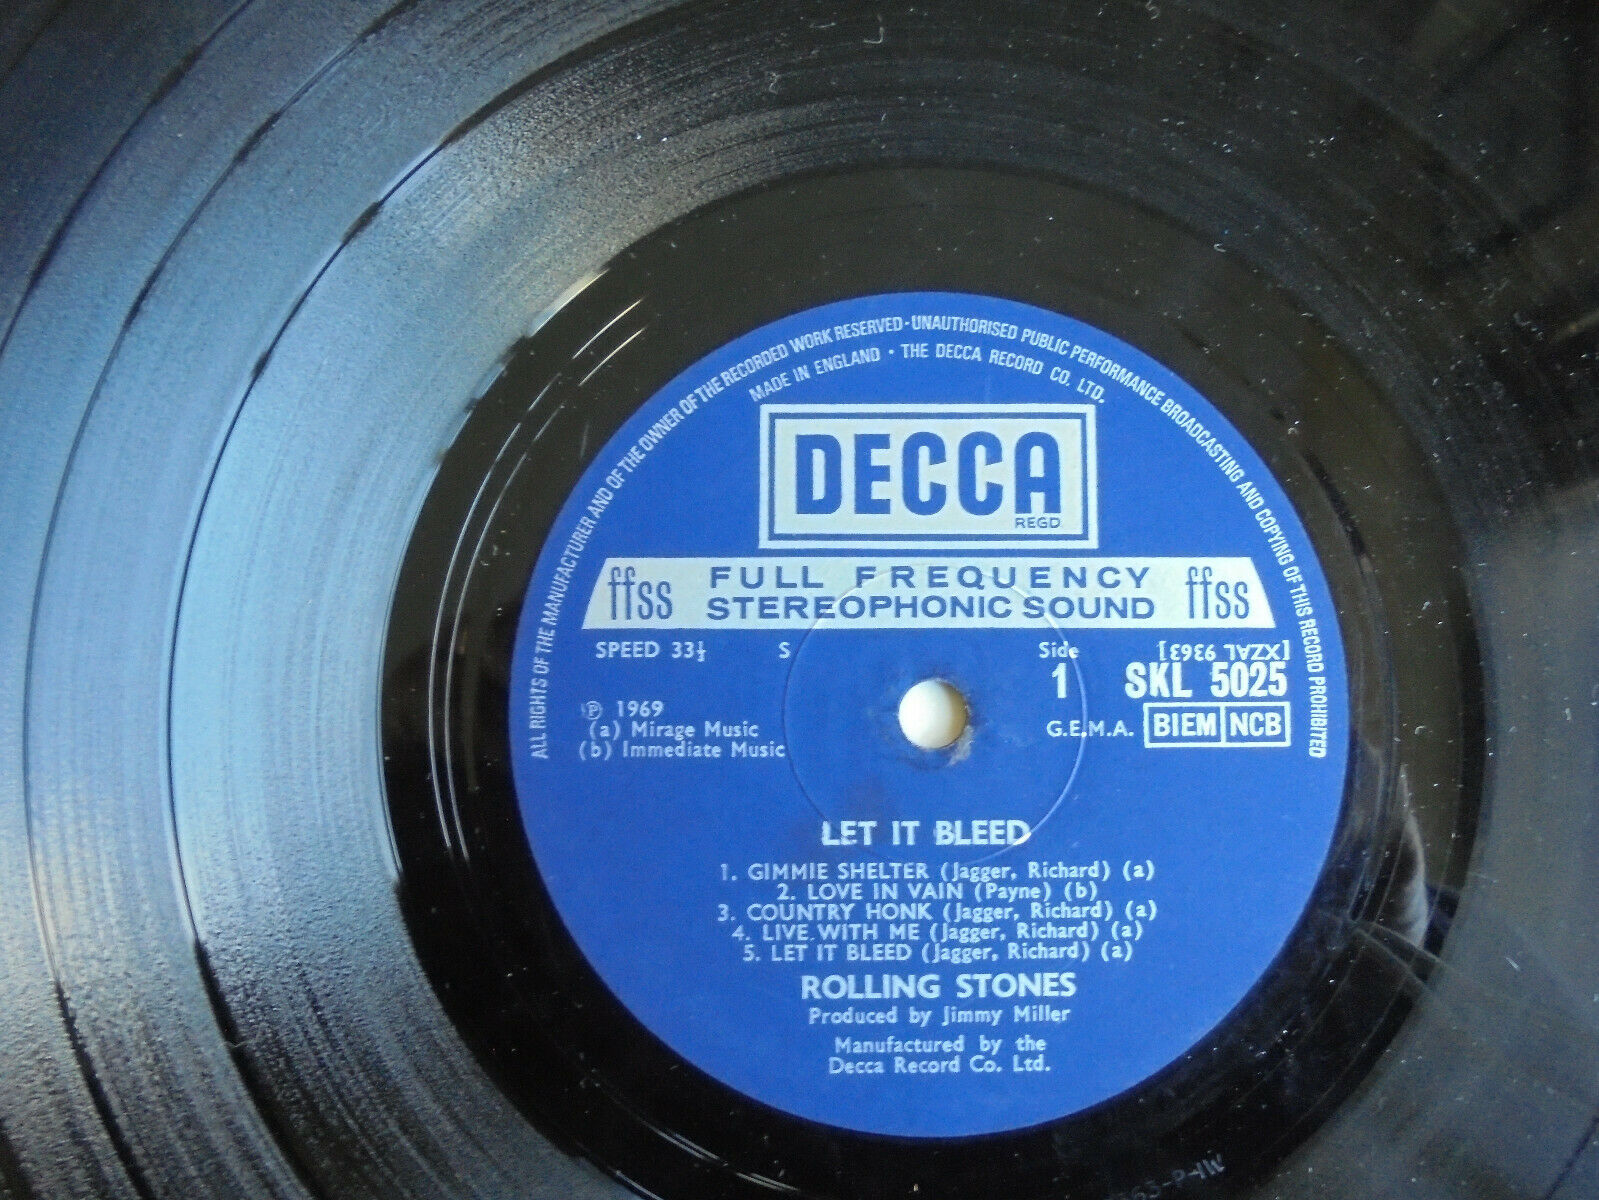 ALL RIGHTS OF THE MANUFACTURER AND OF THE OWNER OF THE RECORDED WORK RESERVED · UNAUTHORISED PUBLIC PERFORMANCE BROADCASTING AND COPYING OF THIS RECORD PROHIBITED
MADE IN ENGLAND · THE DECCA RECORD CO. LTD.
DECCA
REGD
ffss FULL FREQUENCY STEREOPHONIC SOUND ffss
SPEED 33⅓ S Side 1
[XZAL 9363]
SKL 5025
℗ 1969
(a) Mirage Music
(b) Immediate Music
G.E.M.A. BIEM NCB
LET IT BLEED
1. GIMMIE SHELTER (Jagger, Richard) (a)
2. LOVE IN VAIN (Payne) (b)
3. COUNTRY HONK (Jagger, Richard) (a)
4. LIVE WITH ME (Jagger, Richard) (a)
5. LET IT BLEED (Jagger, Richard) (a)
ROLLING STONES
Produced by Jimmy Miller
Manufactured by the
Decca Record Co. Ltd.